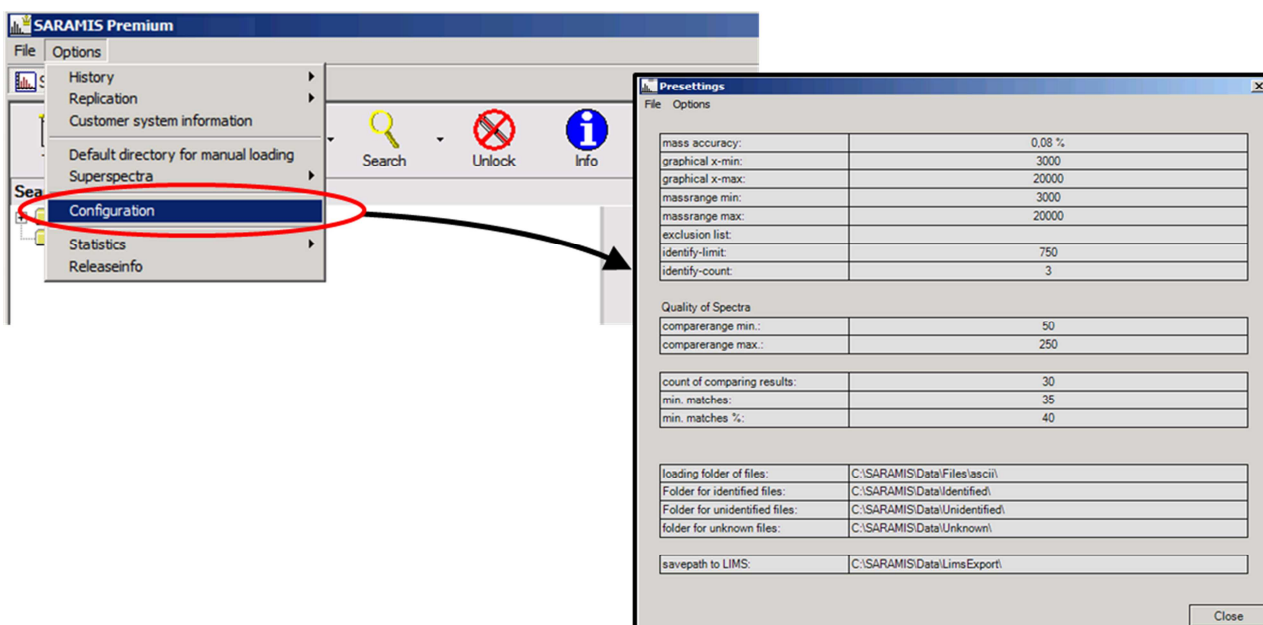 SARAMIS Premium
File Options
History
Replication
Customer system information
Default directory for manual loading
Superspectra
Configuration
Statistics
Releaseinfo
Search
Unlock
Info
Sea
Presettings
File Options
mass accuracy: 0,08 %
graphical x-min: 3000
graphical x-max: 20000
massrange min: 3000
massrange max: 20000
exclusion list:
identify-limit: 750
identify-count: 3
Quality of Spectra
comparerange min.: 50
comparerange max.: 250
count of comparing results: 30
min. matches: 35
min. matches %: 40
loading folder of files: C:\SARAMIS\Data\Files\ascii\
Folder for identified files: C:\SARAMIS\Data\Identified\
Folder for unidentified files: C:\SARAMIS\Data\Unidentified\
folder for unknown files: C:\SARAMIS\Data\Unknown\
savepath to LIMS: C:\SARAMIS\Data\LimsExport\
Close